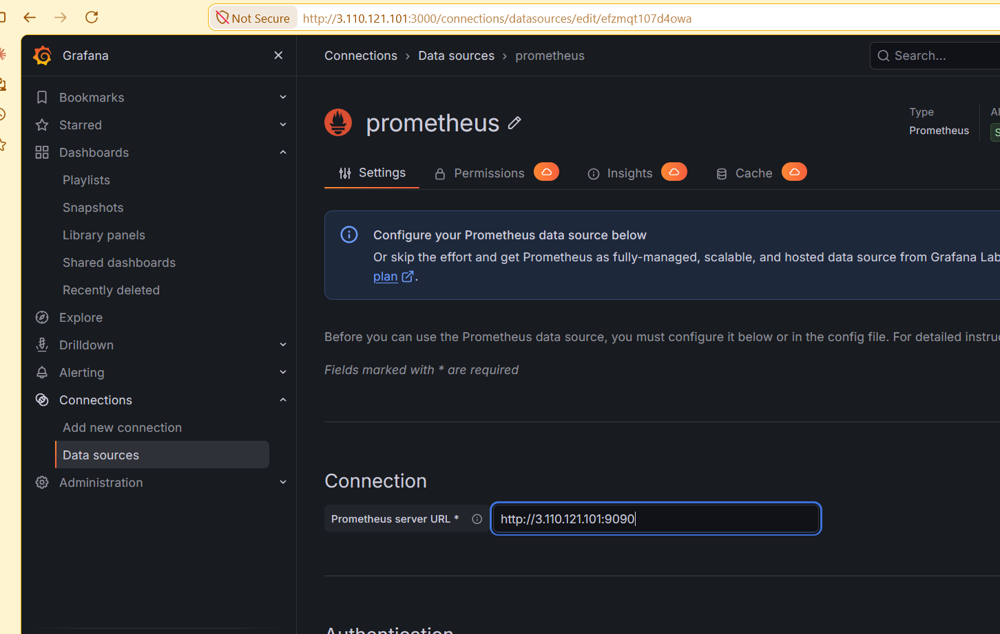 Not Secure http://3.110.121.101:3000/connections/datasources/edit/efzmqt107d4owa
Grafana
Connections › Data sources › prometheus
Search...
Bookmarks
Starred
Dashboards
Playlists
Snapshots
Library panels
Shared dashboards
Recently deleted
Explore
Drilldown
Alerting
Connections
Add new connection
Data sources
Administration
prometheus
Type
Prometheus
Settings
Permissions
Insights
Cache
Configure your Prometheus data source below
Or skip the effort and get Prometheus as fully-managed, scalable, and hosted data source from Grafana Lab
plan.
Before you can use the Prometheus data source, you must configure it below or in the config file. For detailed instruc
Fields marked with * are required
Connection
Prometheus server URL *
http://3.110.121.101:9090
Authentication